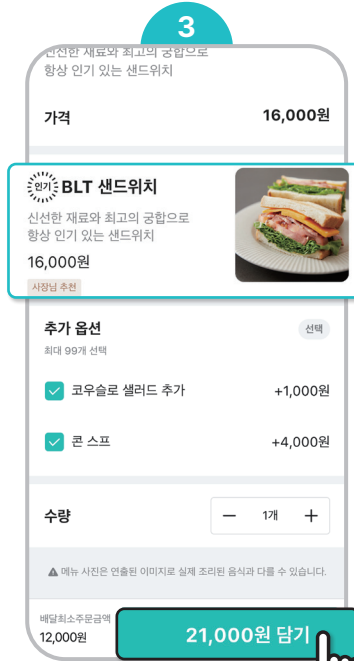 3
신선한 재료와 최고의 궁합으로
항상 인기 있는 샌드위치
가격
16,000원
인기 BLT 샌드위치
신선한 재료와 최고의 궁합으로
항상 인기 있는 샌드위치
16,000원
사장님 추천
추가 옵션
선택
최대 99개 선택
코우슬로 샐러드 추가
+1,000원
콘 스프
+4,000원
수량
1개
메뉴 사진은 연출된 이미지로 실제 조리된 음식과 다를 수 있습니다.
배달최소주문금액
12,000원
21,000원 담기